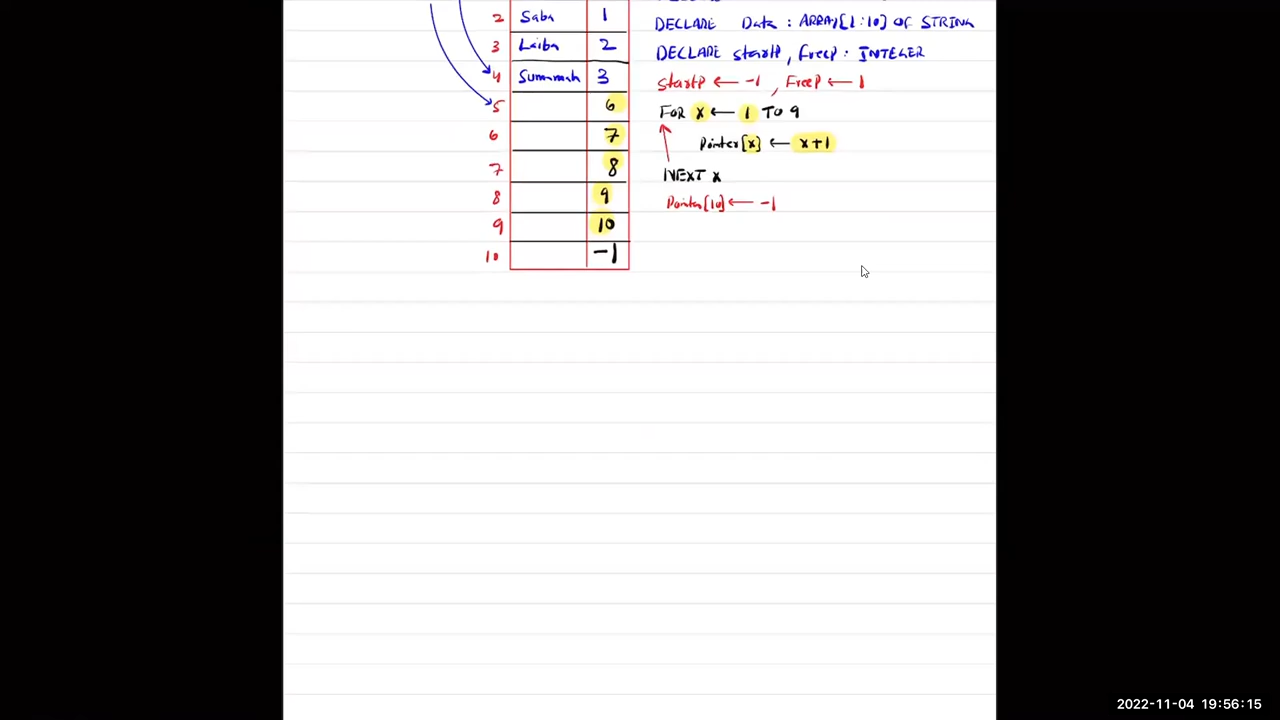 2 Saba 1
3 Laiba 2
4 Summah 3
5 6
6 7
7 8
8 9
9 10
10 -1
DECLARE Data : ARRAY[1:10] OF STRING
DECLARE StartP, FreeP : INTEGER
StartP ← -1 , FreeP ← 1
FOR x ← 1 TO 9
Pointer[x] ← x+1
NEXT x
Pointer[10] ← -1
2022-11-04 19:56:15